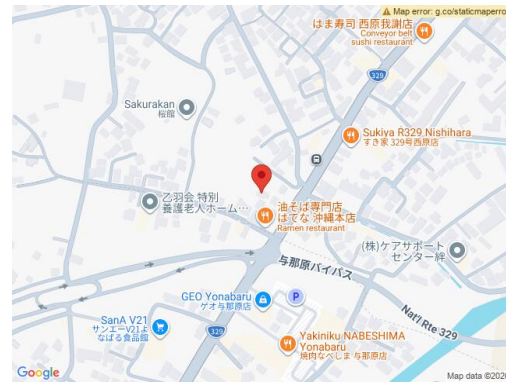 Map error: g.co/staticmaperro
はま寿司 西原我謝店
Conveyor belt
sushi restaurant
329
Sakurakan
桜館
Sukiya R329 Nishihara
すき家 329号西原店
乙羽会 特別
養護老人ホーム…
油そば専門店
はてな 沖縄本店
Ramen restaurant
(株)ケアサポート
センター絆
与那原バイパス
GEO Yonabaru
ゲオ与那原店
P
Nat'l Rte 329
SanA V21
サンエーV21よ
なばる食品館
329
Yakiniku NABESHIMA
Yonabaru
焼肉なべしま 与那原店
Google
Map data ©2020